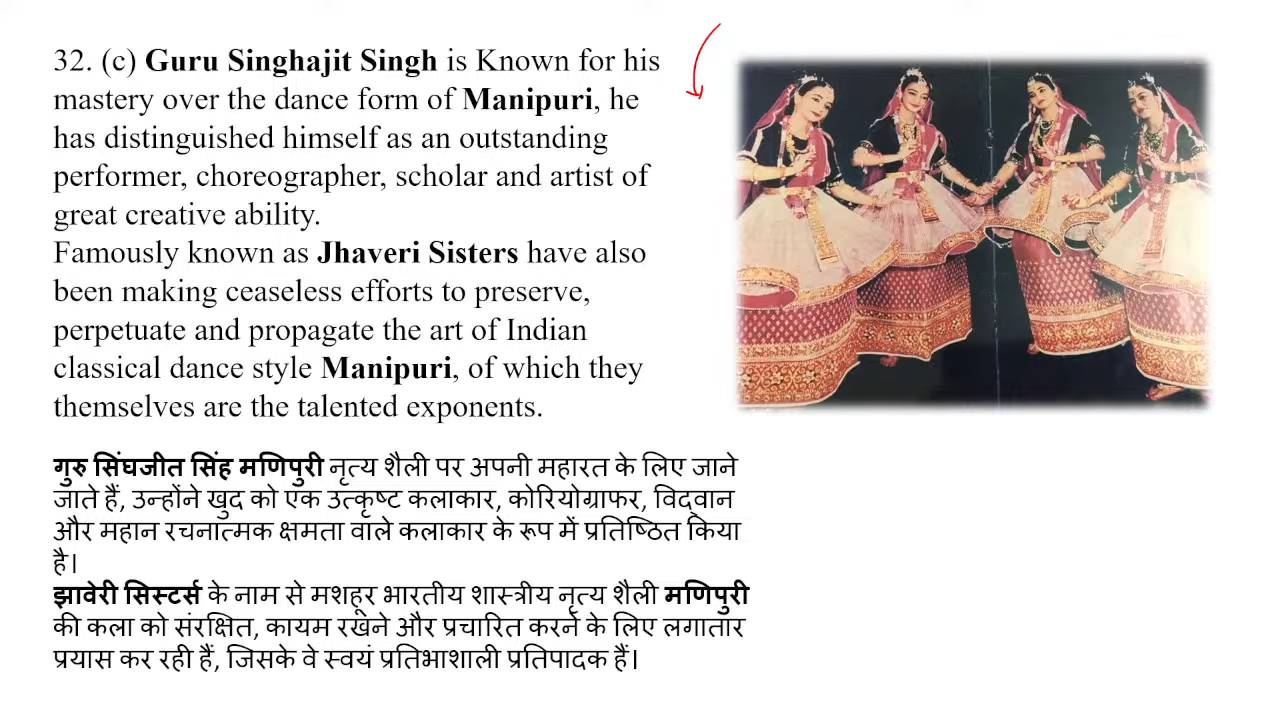 32. (c) Guru Singhajit Singh is Known for his
mastery over the dance form of Manipuri, he
has distinguished himself as an outstanding
performer, choreographer, scholar and artist of
great creative ability.
Famously known as Jhaveri Sisters have also
been making ceaseless efforts to preserve,
perpetuate and propagate the art of Indian
classical dance style Manipuri, of which they
themselves are the talented exponents.
गुरु सिंघजीत सिंह मणिपुरी नृत्य शैली पर अपनी महारत के लिए जाने
जाते हैं, उन्होंने खुद को एक उत्कृष्ट कलाकार, कोरियोग्राफर, विद्वान
और महान रचनात्मक क्षमता वाले कलाकार के रूप में प्रतिष्ठित किया
है।
झावेरी सिस्टर्स के नाम से मशहूर भारतीय शास्त्रीय नृत्य शैली मणिपुरी
की कला को संरक्षित, कायम रखने और प्रचारित करने के लिए लगातार
प्रयास कर रही हैं, जिसके वे स्वयं प्रतिभाशाली प्रतिपादक हैं।